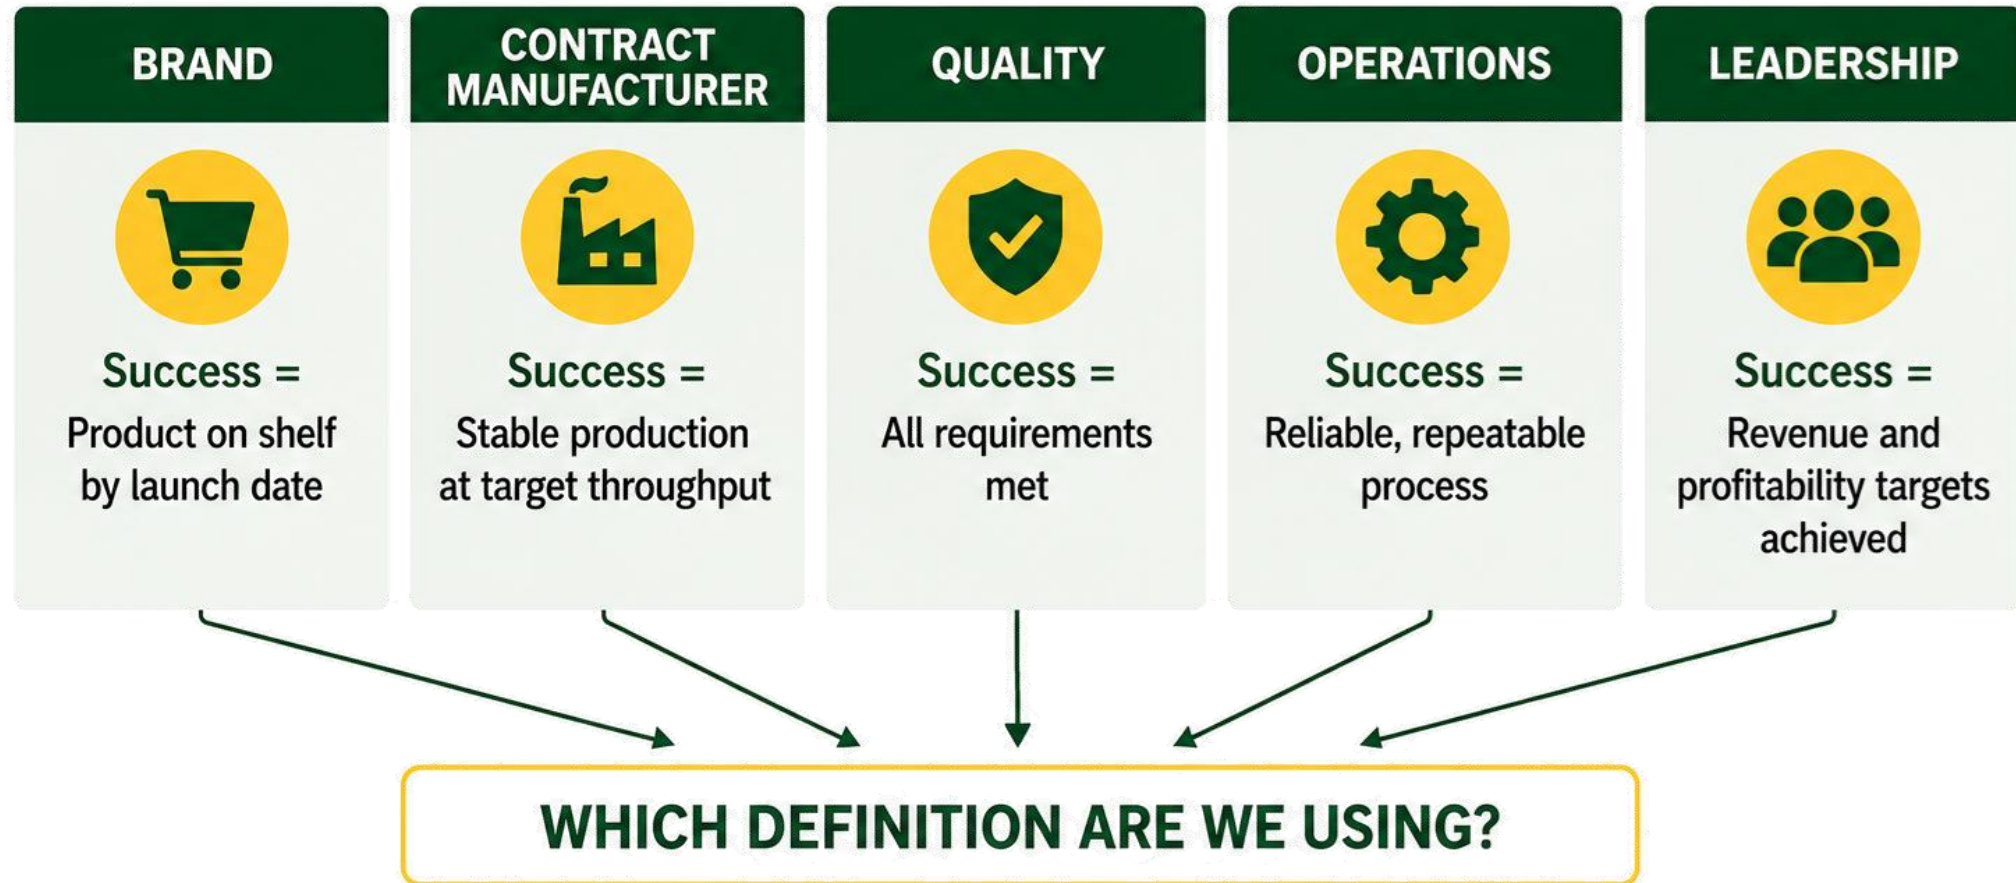 BRAND
Success =
Product on shelf
by launch date
CONTRACT
MANUFACTURER
Success =
Stable production
at target throughput
QUALITY
Success =
All requirements
met
OPERATIONS
Success =
Reliable, repeatable
process
LEADERSHIP
Success =
Revenue and
profitability targets
achieved
WHICH DEFINITION ARE WE USING?